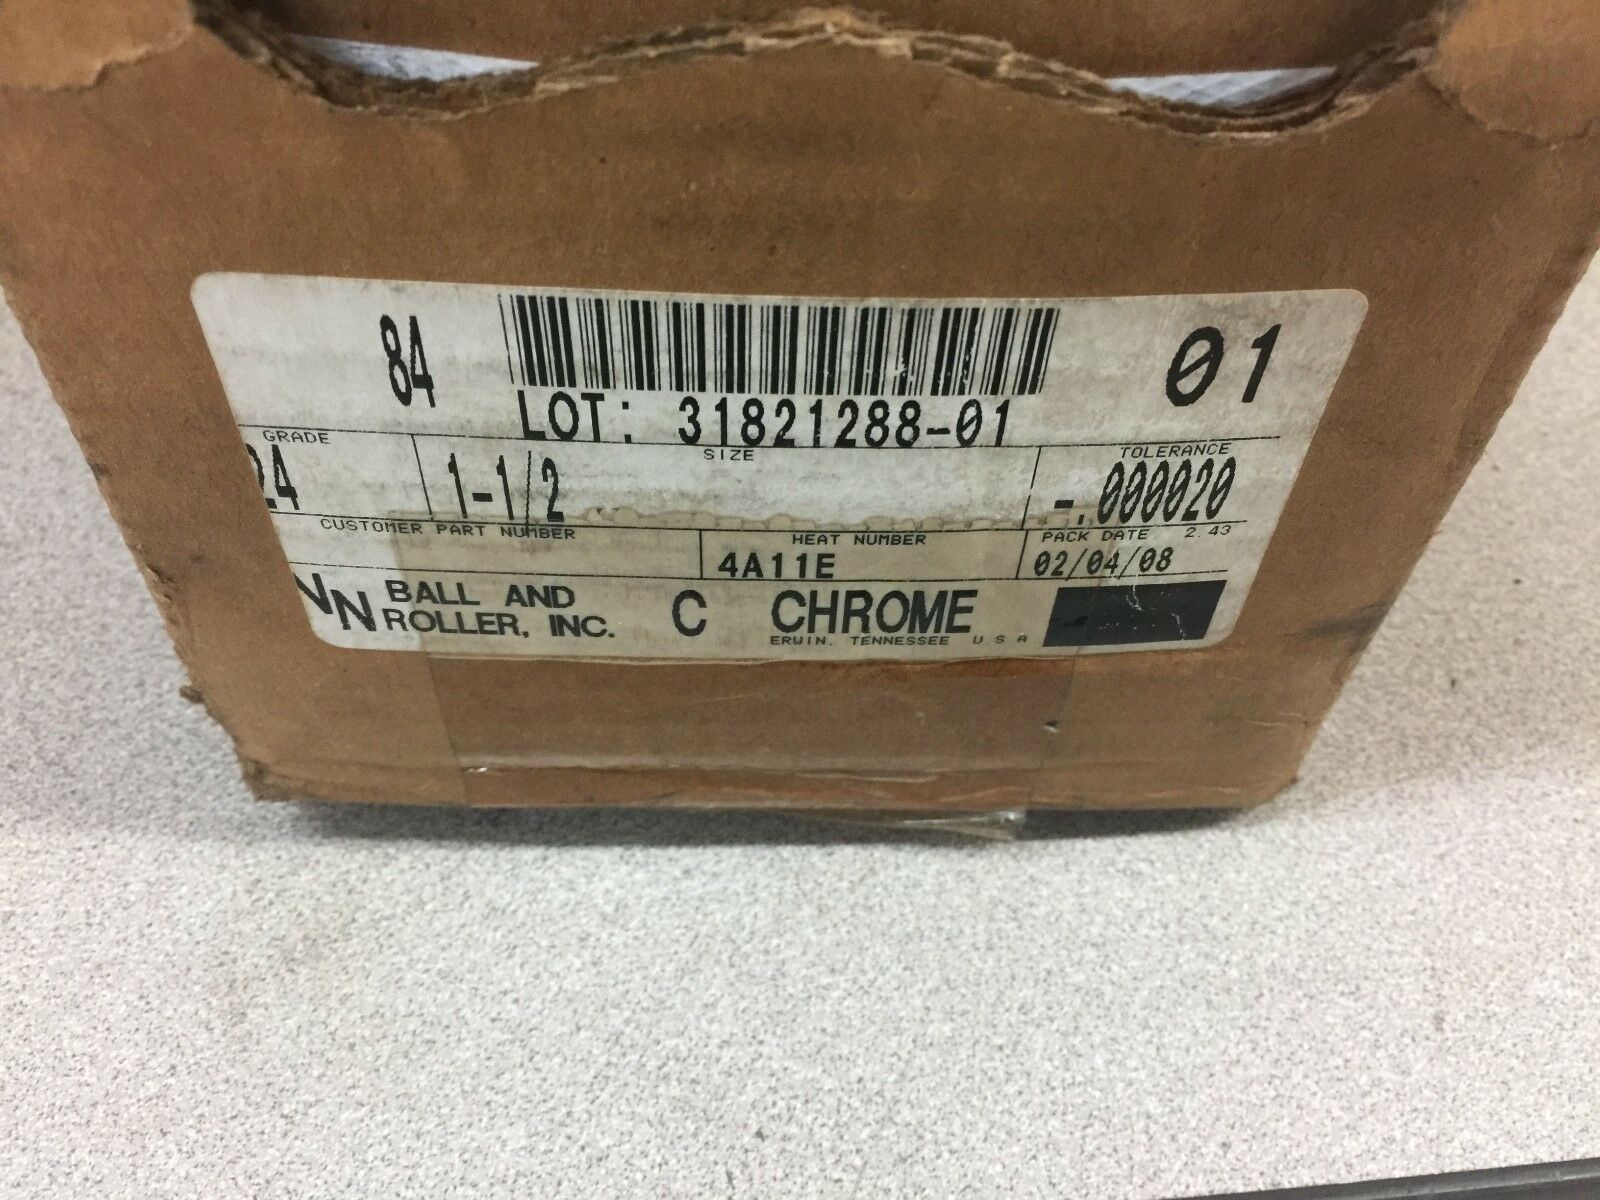 84 01
LOT: 31821288-01
GRADE SIZE TOLERANCE
24 1-1/2 -.000020
CUSTOMER PART NUMBER HEAT NUMBER PACK DATE 2.43
4A11E 02/04/08
NN BALL AND
ROLLER, INC. C CHROME
ERWIN, TENNESSEE U S A